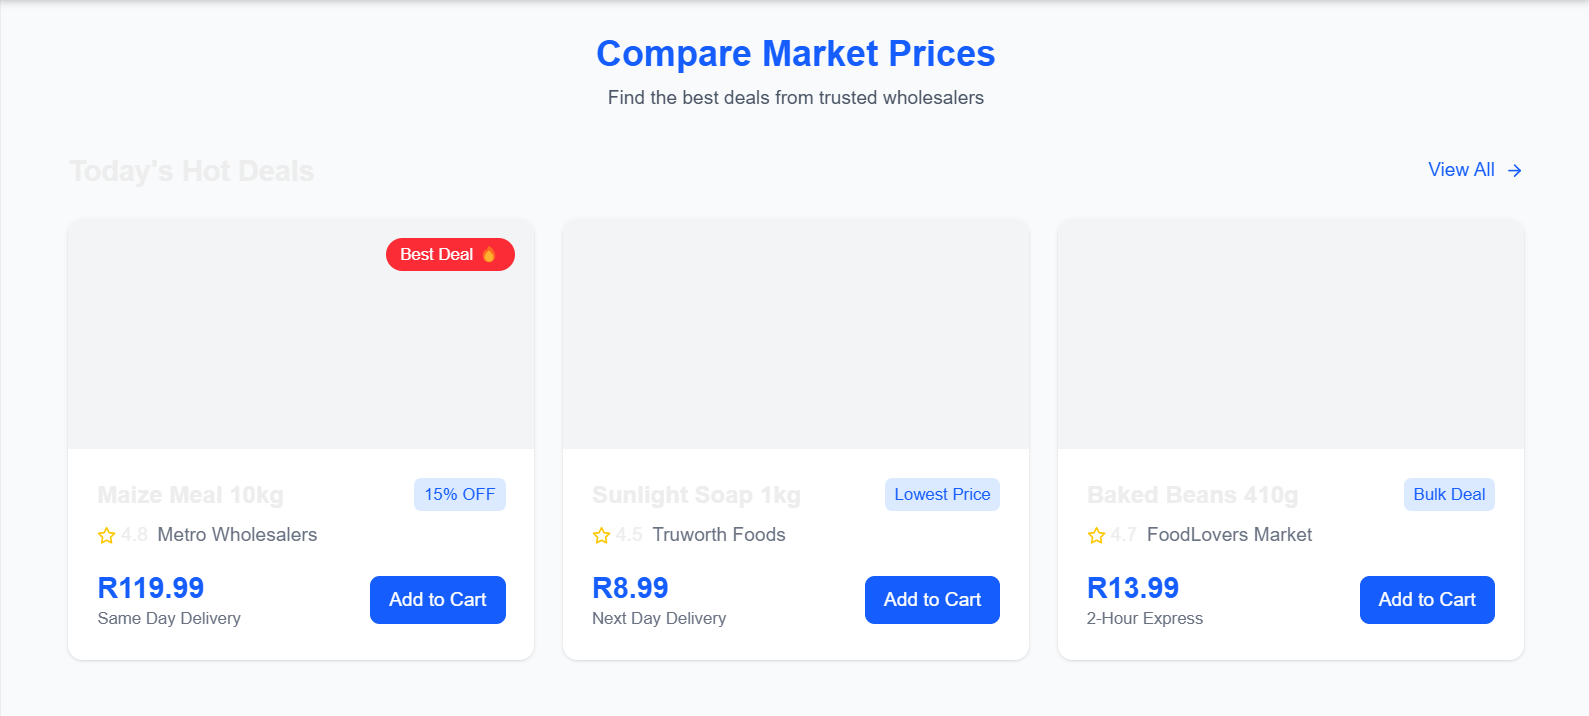 Compare Market Prices
Find the best deals from trusted wholesalers
Today's Hot Deals
View All
Best Deal 🔥
Maize Meal 10kg
15% OFF
4.8 Metro Wholesalers
R119.99
Same Day Delivery
Add to Cart
Sunlight Soap 1kg
Lowest Price
4.5 Truworth Foods
R8.99
Next Day Delivery
Add to Cart
Baked Beans 410g
Bulk Deal
4.7 FoodLovers Market
R13.99
2-Hour Express
Add to Cart